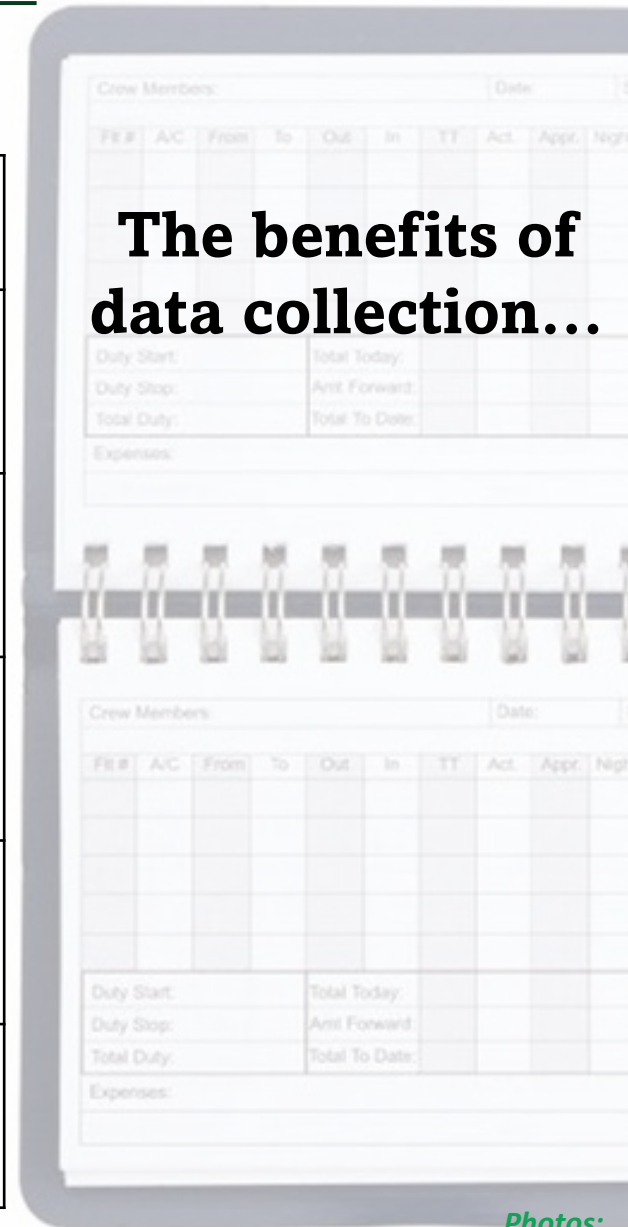 Crew Members: Date:
Flt # A/C From To Out In TT Act. Appr. Nigh
The benefits of
data collection...
Duty Start: Total Today:
Duty Stop: Amt Forward:
Total Duty: Total To Date:
Expenses:
Crew Members: Date:
Flt # A/C From To Out In TT Act. Appr. Nigh
Duty Start: Total Today:
Duty Stop: Amt Forward:
Total Duty: Total To Date:
Expenses:
Photos: